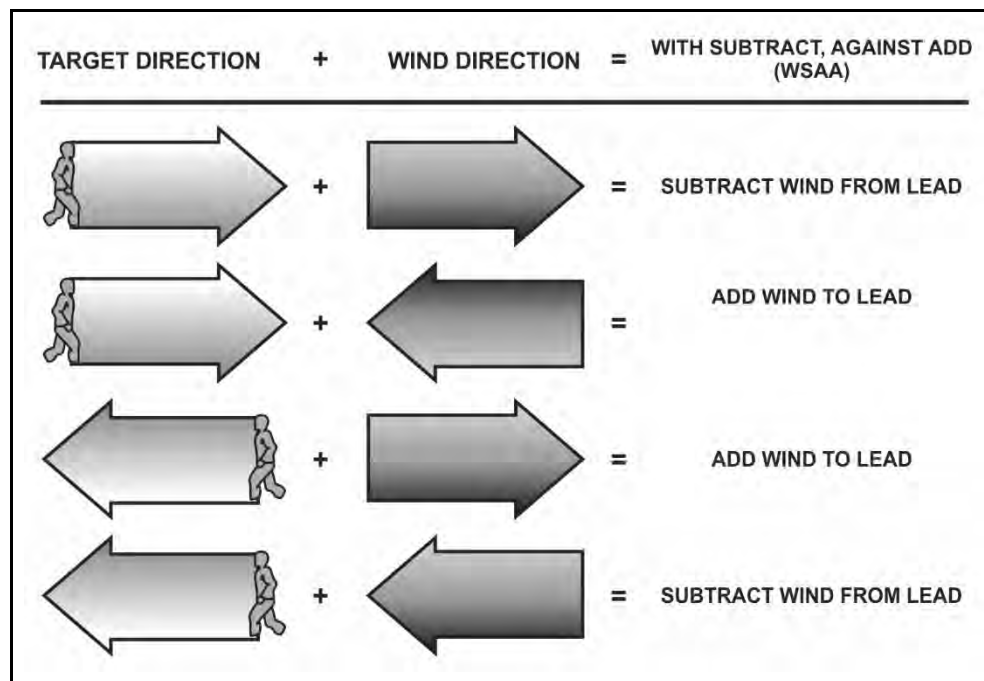 TARGET DIRECTION + WIND DIRECTION = WITH SUBTRACT, AGAINST ADD
(WSAA)
+ = SUBTRACT WIND FROM LEAD
+ = ADD WIND TO LEAD
+ = ADD WIND TO LEAD
+ = SUBTRACT WIND FROM LEAD